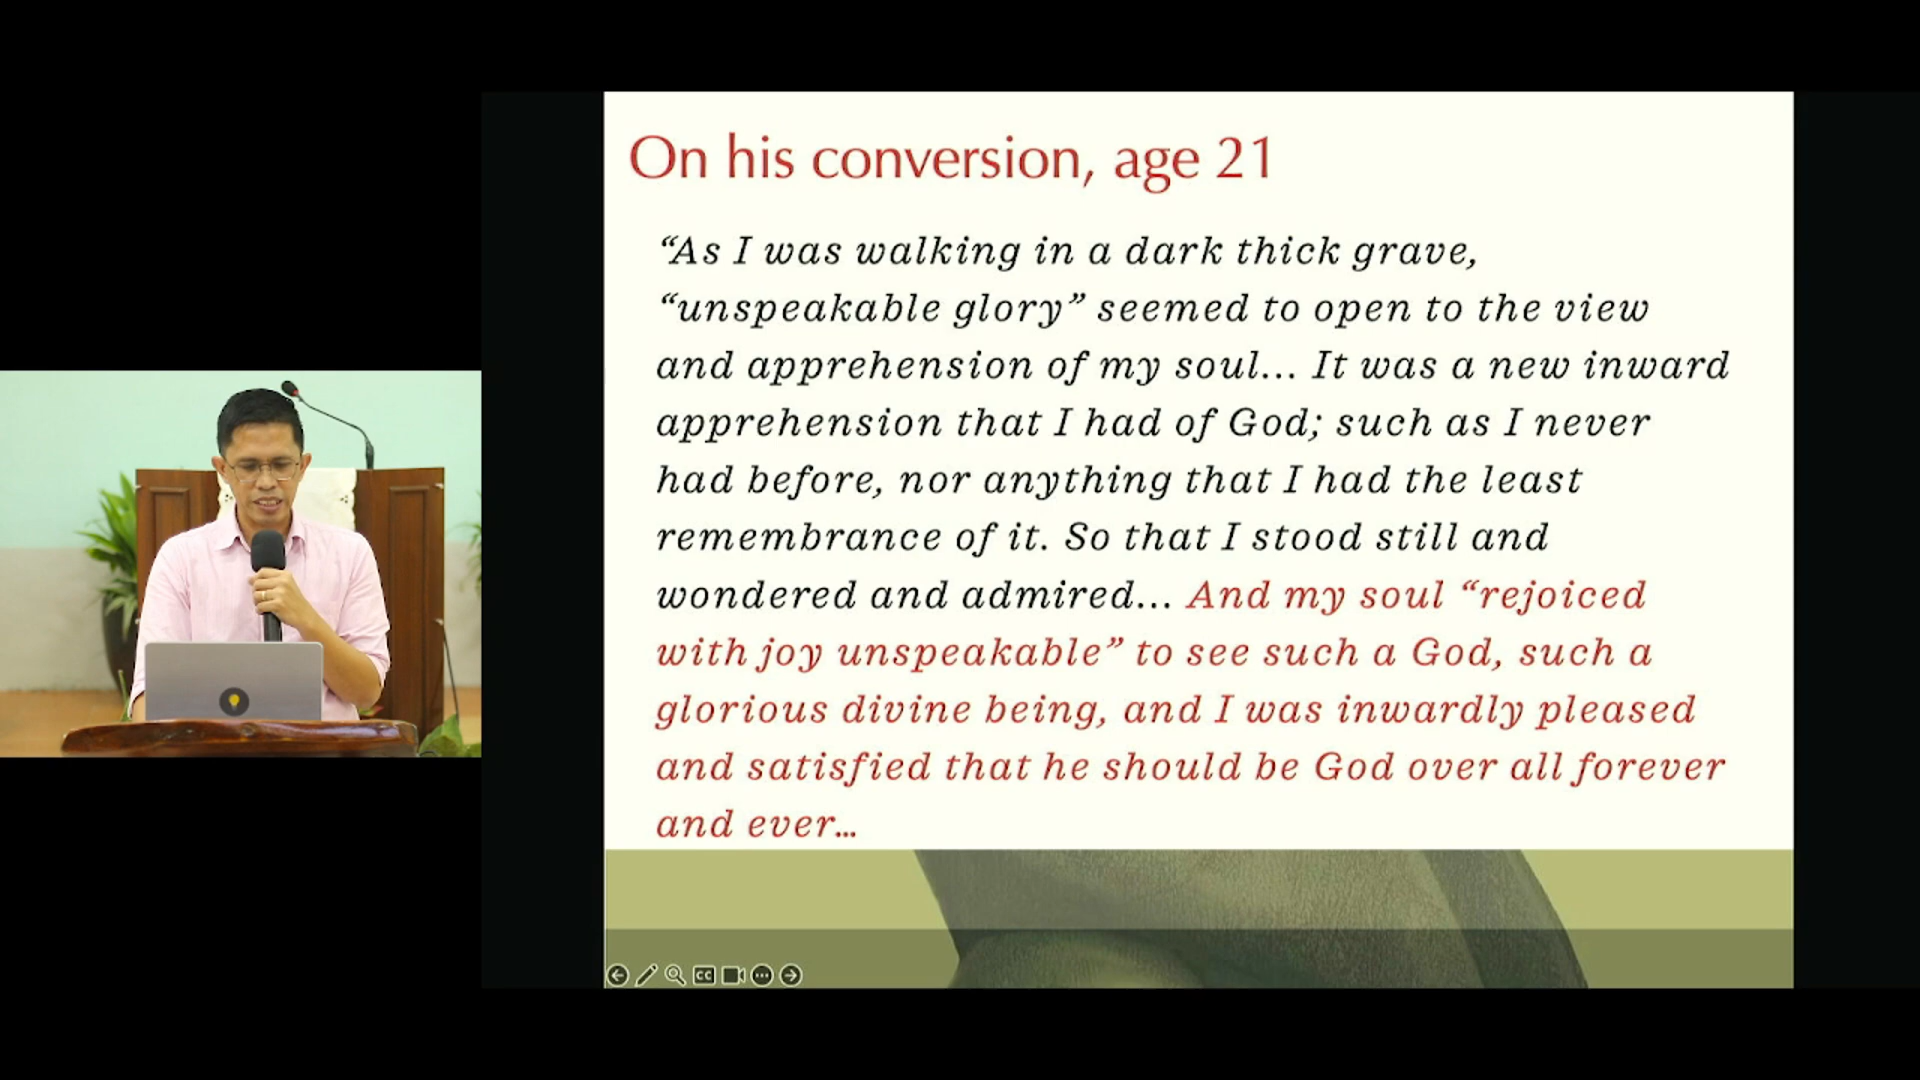 On his conversion, age 21
“As I was walking in a dark thick grave,
“unspeakable glory” seemed to open to the view
and apprehension of my soul... It was a new inward
apprehension that I had of God; such as I never
had before, nor anything that I had the least
remembrance of it. So that I stood still and
wondered and admired... And my soul “rejoiced
with joy unspeakable” to see such a God, such a
glorious divine being, and I was inwardly pleased
and satisfied that he should be God over all forever
and ever...
CC